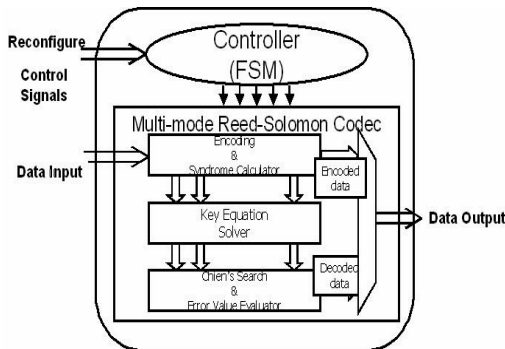 Reconfigure
Control
Signals
Controller
(FSM)
Multi-mode Reed-Solomon Codec
Data Input
Encoding
&
Syndrome Calculator
Encoded
data
Key Equation
Solver
Data Output
Chien's Search
&
Error Value Evaluator
Decoded
data